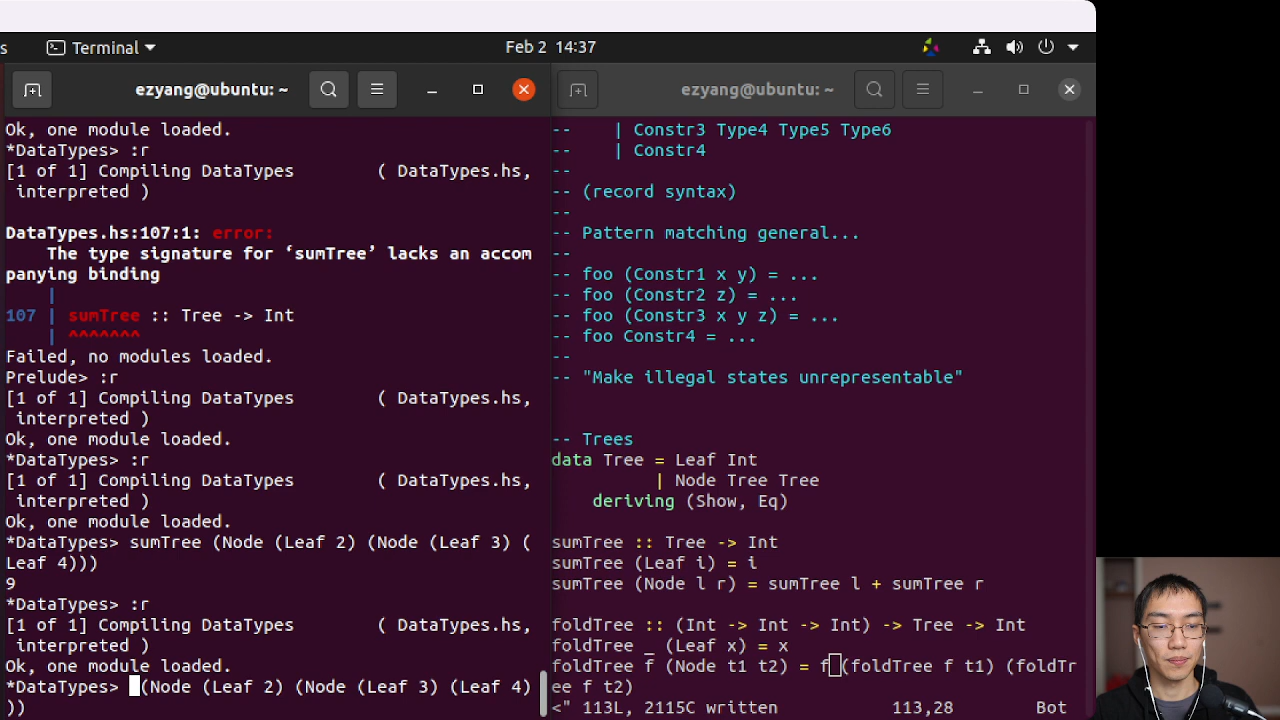 s Terminal Feb 2 14:37
ezyang@ubuntu: ~
Ok, one module loaded.
*DataTypes> :r
[1 of 1] Compiling DataTypes ( DataTypes.hs,
interpreted )
DataTypes.hs:107:1: error:
The type signature for ‘sumTree’ lacks an accom
panying binding
|
107 | sumTree :: Tree -> Int
| ^^^^^^^
Failed, no modules loaded.
Prelude> :r
[1 of 1] Compiling DataTypes ( DataTypes.hs,
interpreted )
Ok, one module loaded.
*DataTypes> :r
[1 of 1] Compiling DataTypes ( DataTypes.hs,
interpreted )
Ok, one module loaded.
*DataTypes> sumTree (Node (Leaf 2) (Node (Leaf 3) (
Leaf 4)))
9
*DataTypes> :r
[1 of 1] Compiling DataTypes ( DataTypes.hs,
interpreted )
Ok, one module loaded.
*DataTypes> (Node (Leaf 2) (Node (Leaf 3) (Leaf 4)
))
ezyang@ubuntu: ~
-- | Constr3 Type4 Type5 Type6
-- | Constr4
--
-- (record syntax)
--
-- Pattern matching general...
--
-- foo (Constr1 x y) = ...
-- foo (Constr2 z) = ...
-- foo (Constr3 x y z) = ...
-- foo Constr4 = ...
--
-- "Make illegal states unrepresentable"
-- Trees
data Tree = Leaf Int
| Node Tree Tree
deriving (Show, Eq)
sumTree :: Tree -> Int
sumTree (Leaf i) = i
sumTree (Node l r) = sumTree l + sumTree r
foldTree :: (Int -> Int -> Int) -> Tree -> Int
foldTree _ (Leaf x) = x
foldTree f (Node t1 t2) = f (foldTree f t1) (foldTr
ee f t2)
<" 113L, 2115C written 113,28 Bot